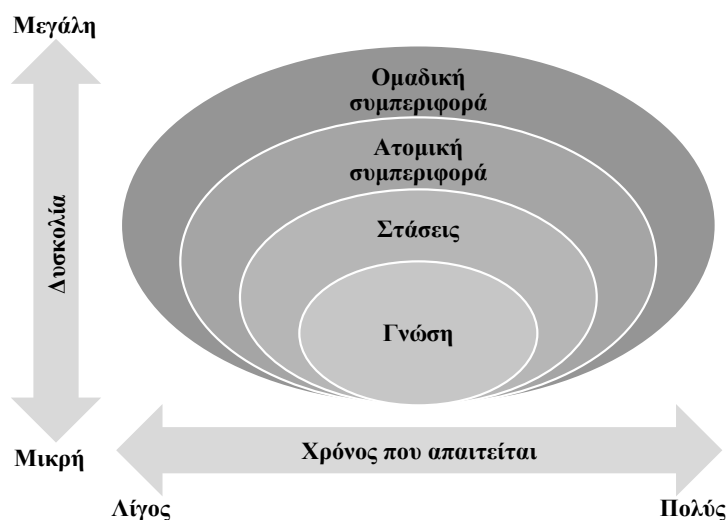 Μεγάλη
Ομαδική
συμπεριφορά
Ατομική
συμπεριφορά
Δυσκολία
Στάσεις
Γνώση
Μικρή
Χρόνος που απαιτείται
Λίγος
Πολύς